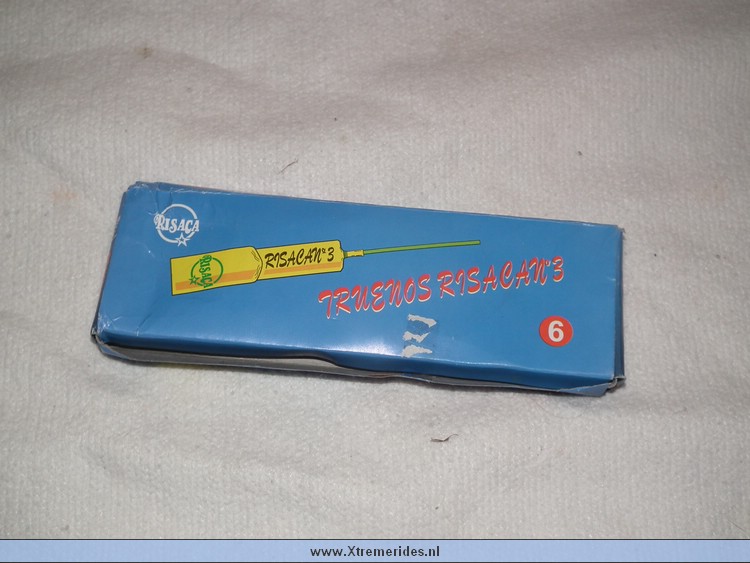 RISACA
RISACA
RISACAN°3
TRUENOS RISACAN°3
6
www.Xtremerides.nl